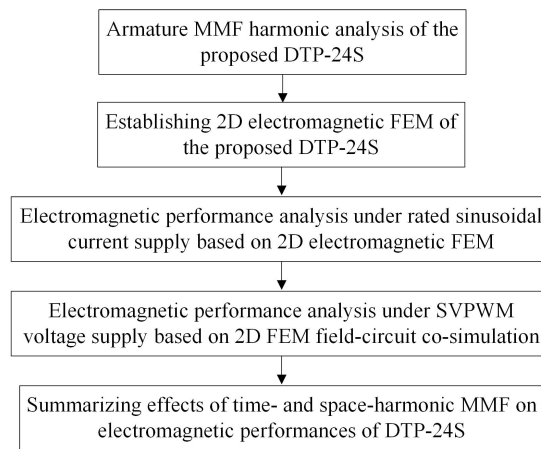 Armature MMF harmonic analysis of the
proposed DTP-24S
Establishing 2D electromagnetic FEM of
the proposed DTP-24S
Electromagnetic performance analysis under rated sinusoidal
current supply based on 2D electromagnetic FEM
Electromagnetic performance analysis under SVPWM
voltage supply based on 2D FEM field-circuit co-simulation
Summarizing effects of time- and space-harmonic MMF on
electromagnetic performances of DTP-24S